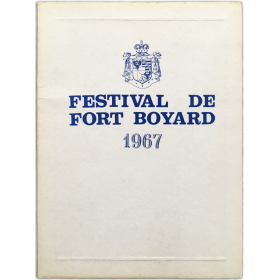 FESTIVAL DE
FORT BOYARD
1967